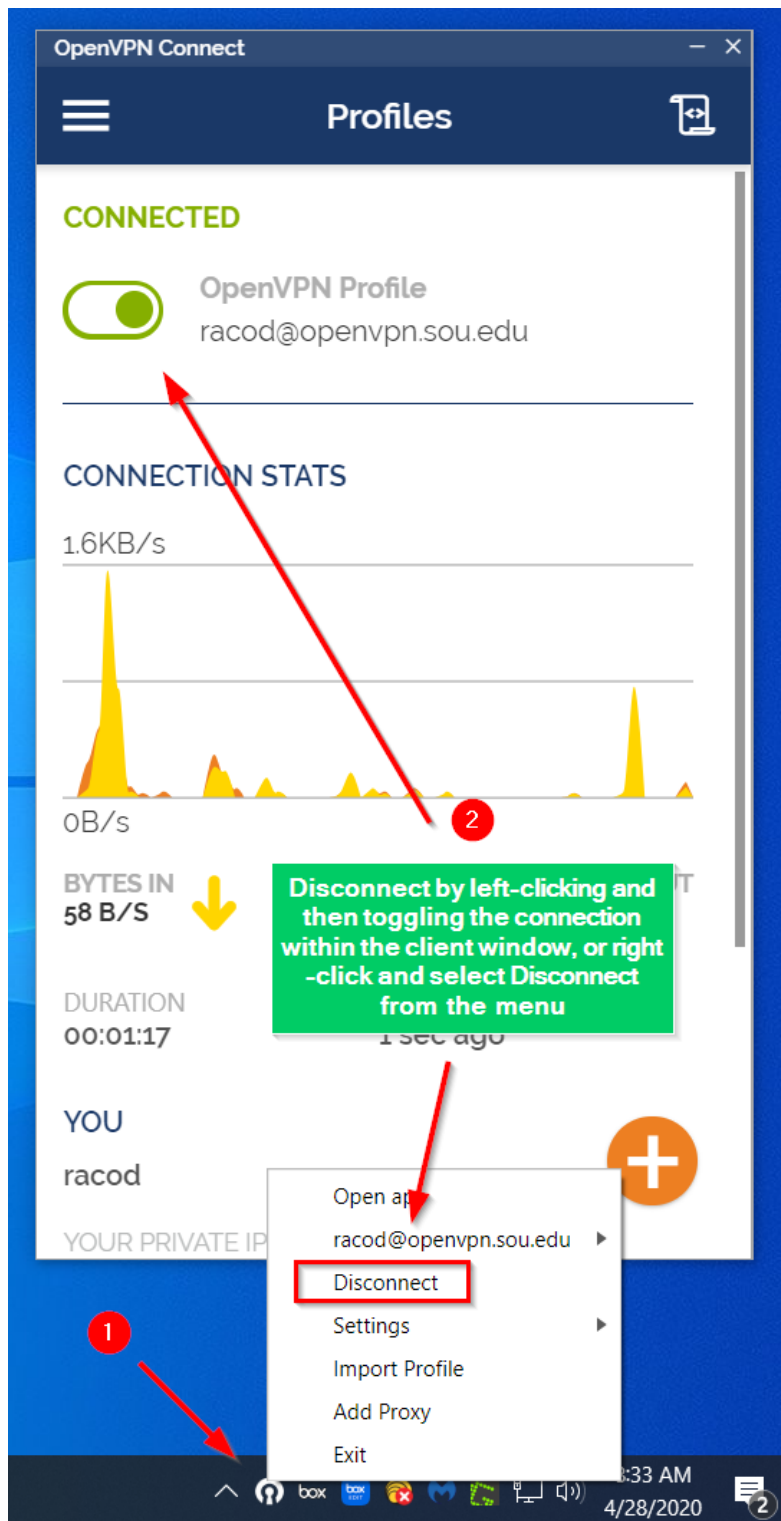 OpenVPN Connect
Profiles
CONNECTED
OpenVPN Profile
racod@openvpn.sou.edu
CONNECTION STATS
1.6KB/s
0B/s
2
BYTES IN
58 B/S
Disconnect by left-clicking and
then toggling the connection
within the client window, or right
-click and select Disconnect
from the menu
DURATION
00:01:17
1 sec ago
YOU
racod
YOUR PRIVATE IP
Open
racod@openvpn.sou.edu
Disconnect
Settings
Import Profile
Add Proxy
Exit
1
box
box
:33 AM
4/28/2020
2